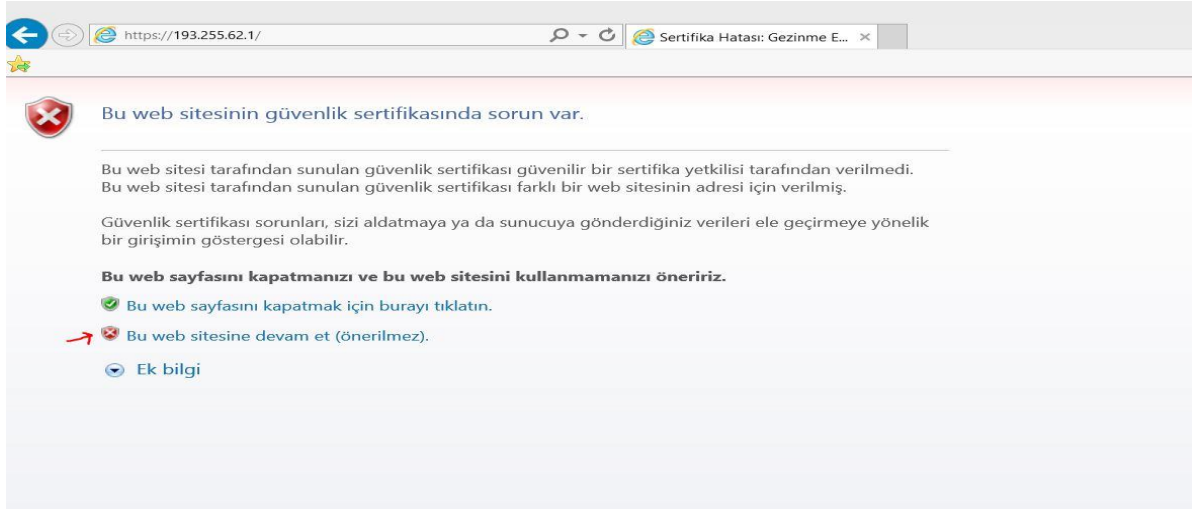 https://193.255.62.1/
Sertifika Hatası: Gezinme E...
Bu web sitesinin güvenlik sertifikasında sorun var.
Bu web sitesi tarafından sunulan güvenlik sertifikası güvenilir bir sertifika yetkilisi tarafından verilmedi.
Bu web sitesi tarafından sunulan güvenlik sertifikası farklı bir web sitesinin adresi için verilmiş.
Güvenlik sertifikası sorunları, sizi aldatmaya ya da sunucuya gönderdiğiniz verileri ele geçirmeye yönelik
bir girişimin göstergesi olabilir.
Bu web sayfasını kapatmanızı ve bu web sitesini kullanmamanızı öneririz.
Bu web sayfasını kapatmak için burayı tıklatın.
Bu web sitesine devam et (önerilmez).
Ek bilgi